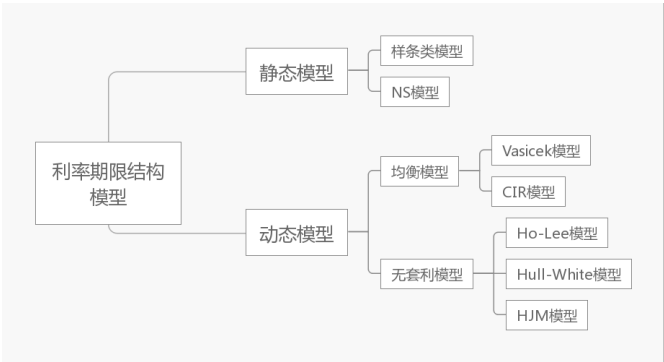 利率期限结构
模型
静态模型
样条类模型
NS模型
动态模型
均衡模型
Vasicek模型
CIR模型
无套利模型
Ho-Lee模型
Hull-White模型
HJM模型